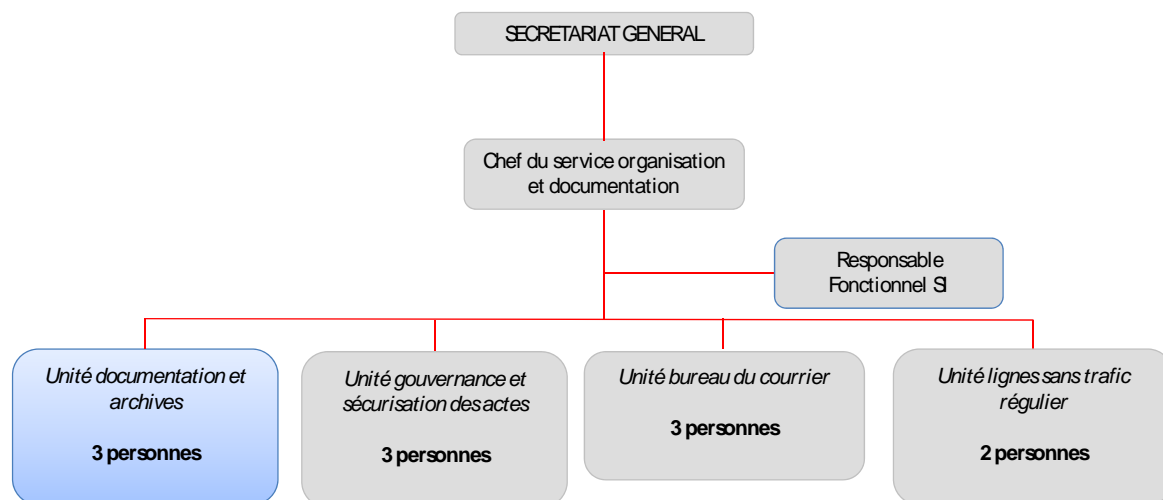 SECRETARIAT GENERAL
Chef du service organisation
et documentation
Responsable
Fonctionnel SI
Unité documentation et
archives
3 personnes
Unité gouvernance et
sécurisation des actes
3 personnes
Unité bureau du courrier
3 personnes
Unité lignes sans trafic
régulier
2 personnes